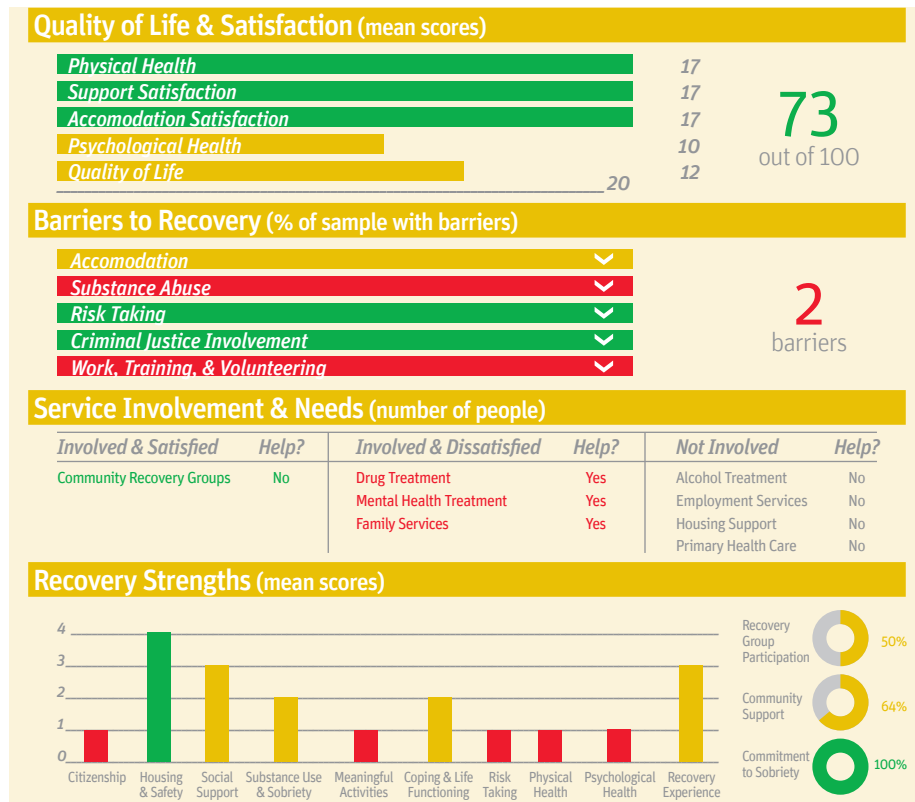 Quality of Life & Satisfaction (mean scores)
Physical Health 17
Support Satisfaction 17
Accomodation Satisfaction 17
Psychological Health 10
Quality of Life 12
20
73
out of 100
Barriers to Recovery (% of sample with barriers)
Accomodation
Substance Abuse
Risk Taking
Criminal Justice Involvement
Work, Training, & Volunteering
2
barriers
Service Involvement & Needs (number of people)
Involved & Satisfied Help? Involved & Dissatisfied Help? Not Involved Help?
Community Recovery Groups No Drug Treatment Yes Alcohol Treatment No
Mental Health Treatment Yes Employment Services No
Family Services Yes Housing Support No
Primary Health Care No
Recovery Strengths (mean scores)
4
3
2
1
0
Citizenship Housing Social Substance Use Meaningful Coping & Life Risk Physical Psychological Recovery
& Safety Support & Sobriety Activities Functioning Taking Health Health Experience
Recovery
Group
Participation
50%
Community
Support
64%
Commitment
to Sobriety
100%